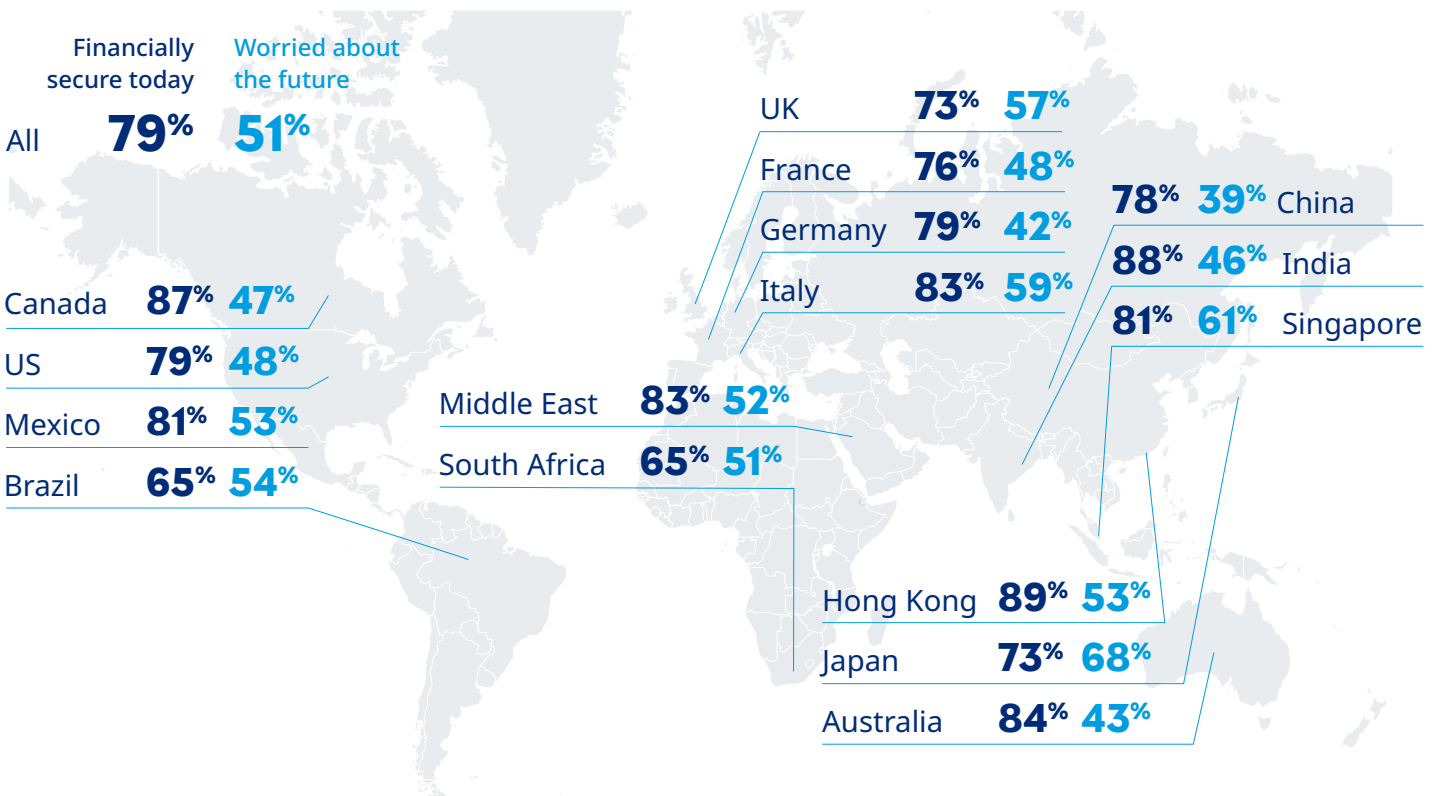 Financially Worried about
secure today the future
All 79% 51%
UK 73% 57%
France 76% 48%
Germany 79% 42%
Italy 83% 59%
78% 39% China
88% 46% India
81% 61% Singapore
Canada 87% 47%
US 79% 48%
Mexico 81% 53%
Brazil 65% 54%
Middle East 83% 52%
South Africa 65% 51%
Hong Kong 89% 53%
Japan 73% 68%
Australia 84% 43%